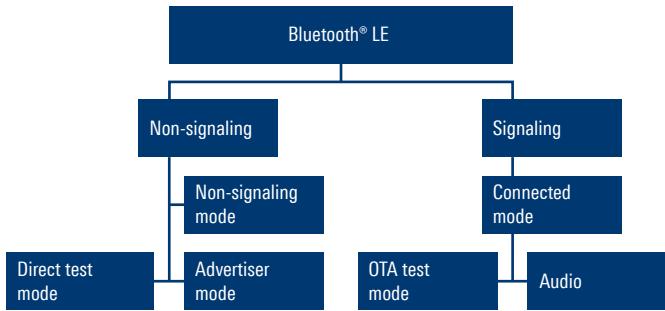 Bluetooth® LE
Non-signaling
Signaling
Non-signaling
mode
Connected
mode
Direct test
mode
Advertiser
mode
OTA test
mode
Audio